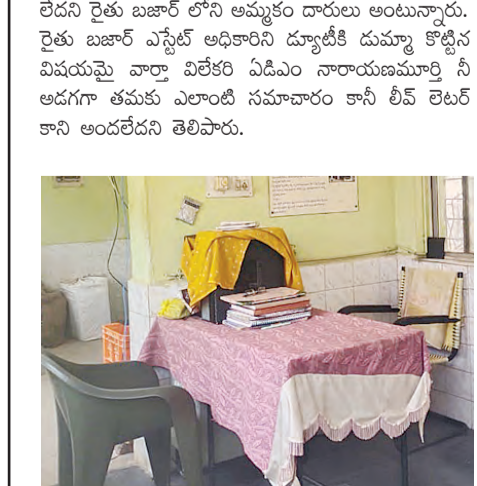 లేదని రైతు బజార్ లోని అమ్మకం దారులు అంటున్నారు.
రైతు బజార్ ఎస్టేట్ అధికారిని డ్యూటీకి డుమ్మా కొట్టిన
విషయమై వార్తా విలేకరి ఏడిఎం నారాయణమూర్తి నీ
అడగగా తమకు ఎలాంటి సమాచారం కానీ లీవ్ లెటర్
కాని అందలేదని తెలిపారు.